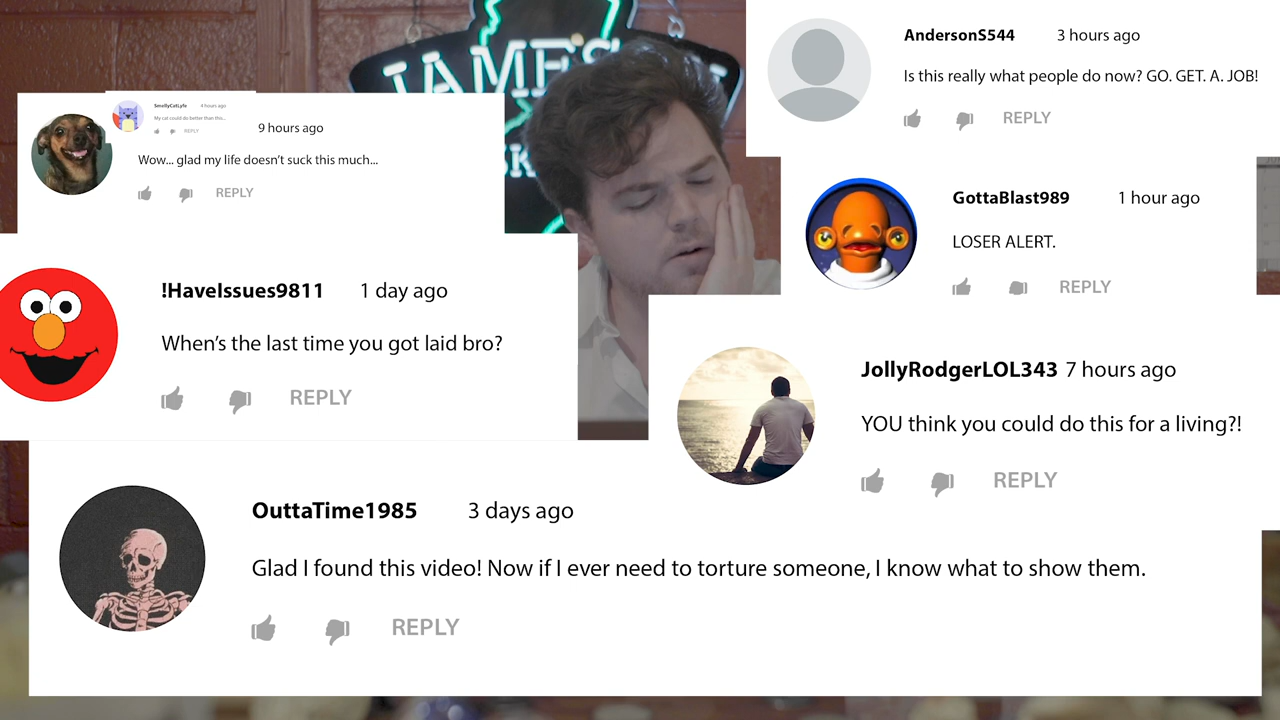 JAME'S
SK
AndersonS544 3 hours ago
Is this really what people do now? GO. GET. A. JOB!
REPLY
SmellyCatLyfe 4 hours ago
My cat could do better than this...
REPLY
9 hours ago
Wow... glad my life doesn't suck this much...
REPLY
GottaBlast989 1 hour ago
LOSER ALERT.
REPLY
!HaveIssues9811 1 day ago
When's the last time you got laid bro?
REPLY
JollyRodgerLOL343 7 hours ago
YOU think you could do this for a living?!
REPLY
OuttaTime1985 3 days ago
Glad I found this video! Now if I ever need to torture someone, I know what to show them.
REPLY